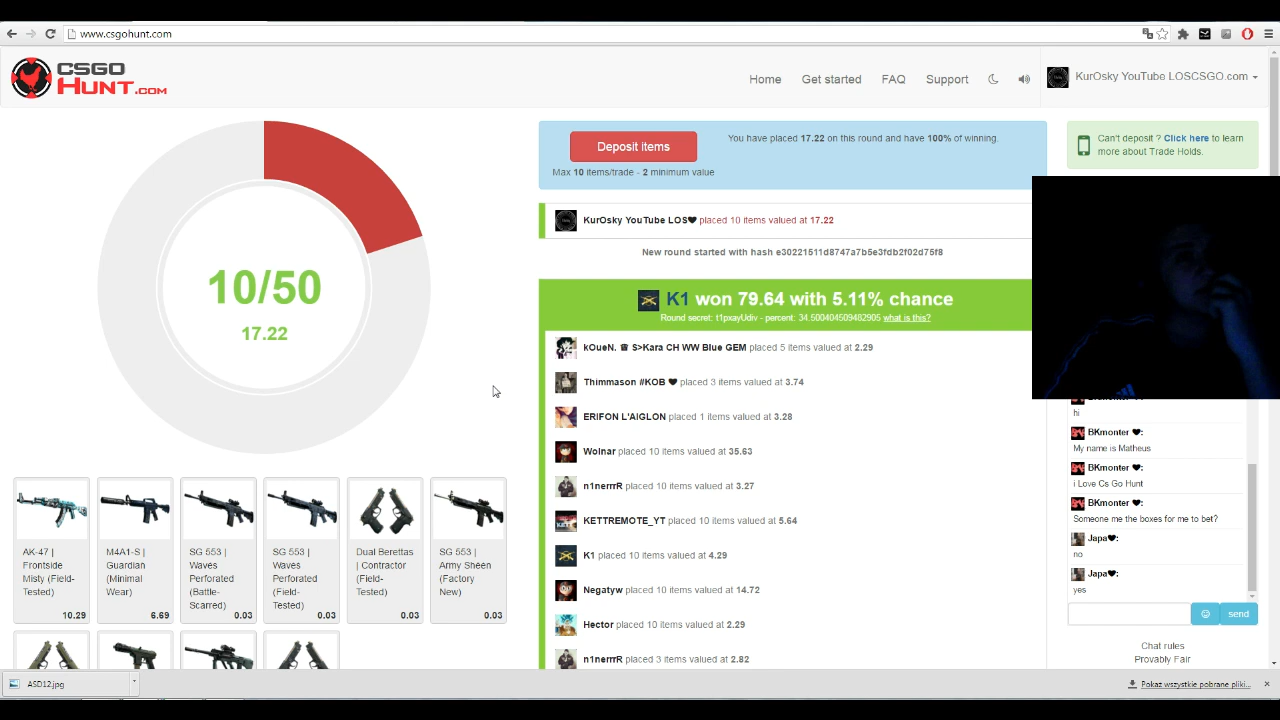 www.csgohunt.com
CSGO
HUNT.COM
Home Get started FAQ Support
KurOsky YouTube LOSCSGO.com
10/50
17.22
Deposit items
You have placed 17.22 on this round and have 100% of winning.
Max 10 items/trade - 2 minimum value
Can't deposit ? Click here to learn
more about Trade Holds.
KurOsky YouTube LOS♥ placed 10 items valued at 17.22
New round started with hash e30221511d8747a7b5e3fdb2f02d75f8
K1 won 79.64 with 5.11% chance
Round secret: t1pxayUdiv - percent: 34.500404509482905 what is this?
kOueN. ♕ S>Kara CH WW Blue GEM placed 5 items valued at 2.29
Thimmason #KOB ♥ placed 3 items valued at 3.74
ERIFON L'AIGLON placed 1 items valued at 3.28
Wolnar placed 10 items valued at 35.63
n1nerrrR placed 10 items valued at 3.27
KETTREMOTE_YT placed 10 items valued at 5.64
K1 placed 10 items valued at 4.29
Negatyw placed 10 items valued at 14.72
Hector placed 10 items valued at 2.29
n1nerrrR placed 3 items valued at 2.82
AK-47 |
Frontside
Misty (Field-
Tested)
10.29
M4A1-S |
Guardian
(Minimal
Wear)
6.69
SG 553 |
Waves
Perforated
(Battle-
Scarred)
0.03
SG 553 |
Waves
Perforated
(Field-
Tested)
0.03
Dual Berettas
| Contractor
(Field-
Tested)
0.03
SG 553 |
Army Sheen
(Factory
New)
0.03
hi
BKmonter ♥:
My name is Matheus
BKmonter ♥:
i Love Cs Go Hunt
BKmonter ♥:
Someone me the boxes for me to bet?
Japa♥:
no
Japa♥:
yes
send
Chat rules
Provably Fair
ASD12.jpg
Pokaż wszystkie pobrane pliki...